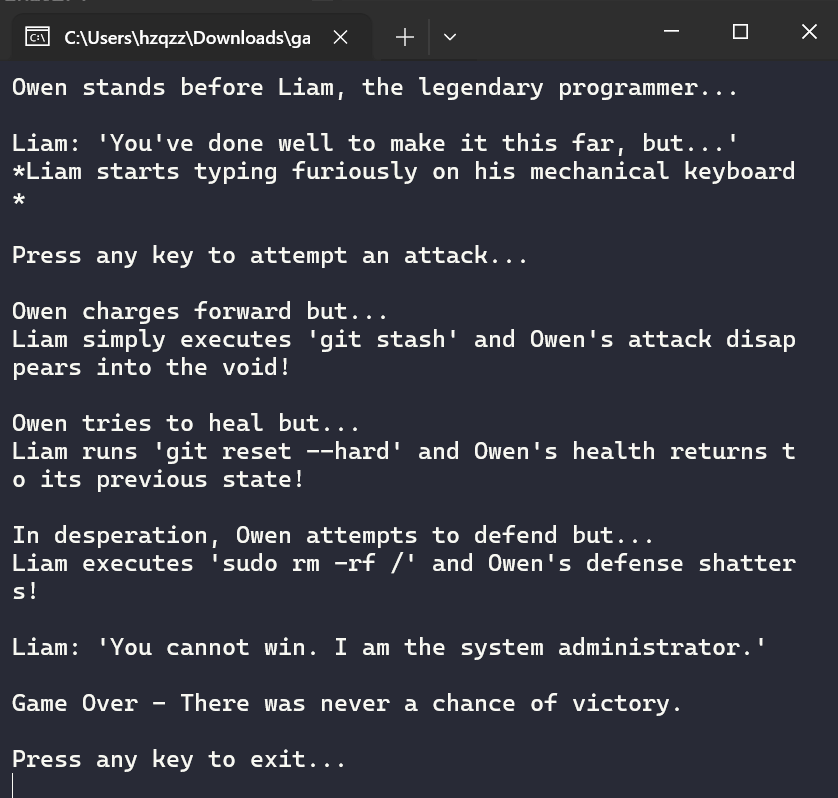 C:\Users\hzqzz\Downloads\ga
Owen stands before Liam, the legendary programmer...
Liam: 'You've done well to make it this far, but...'
*Liam starts typing furiously on his mechanical keyboard
*
Press any key to attempt an attack...
Owen charges forward but...
Liam simply executes 'git stash' and Owen's attack disap
pears into the void!
Owen tries to heal but...
Liam runs 'git reset --hard' and Owen's health returns t
o its previous state!
In desperation, Owen attempts to defend but...
Liam executes 'sudo rm -rf /' and Owen's defense shatter
s!
Liam: 'You cannot win. I am the system administrator.'
Game Over - There was never a chance of victory.
Press any key to exit...